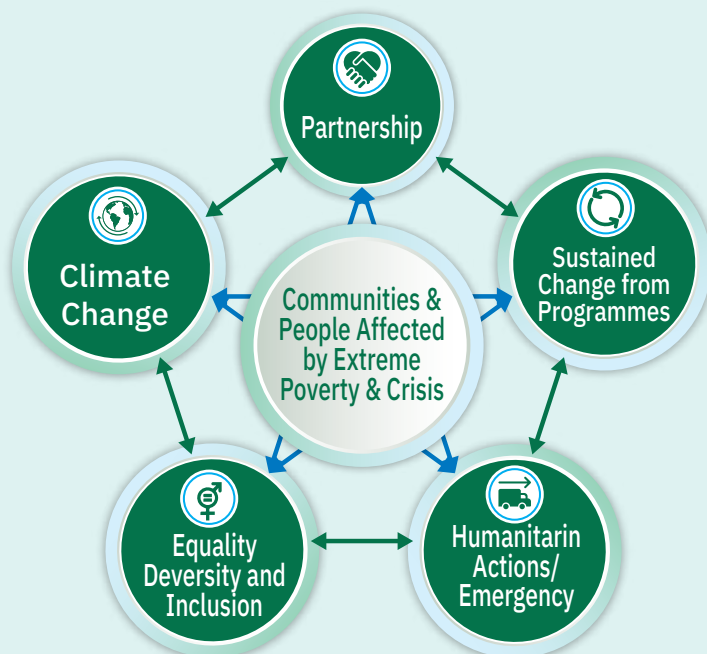 Partnership
Climate
Change
Sustained
Change from
Programmes
Communities &
People Affected
by Extreme
Poverty & Crisis
Equality
Deversity and
Inclusion
Humanitarin
Actions/
Emergency